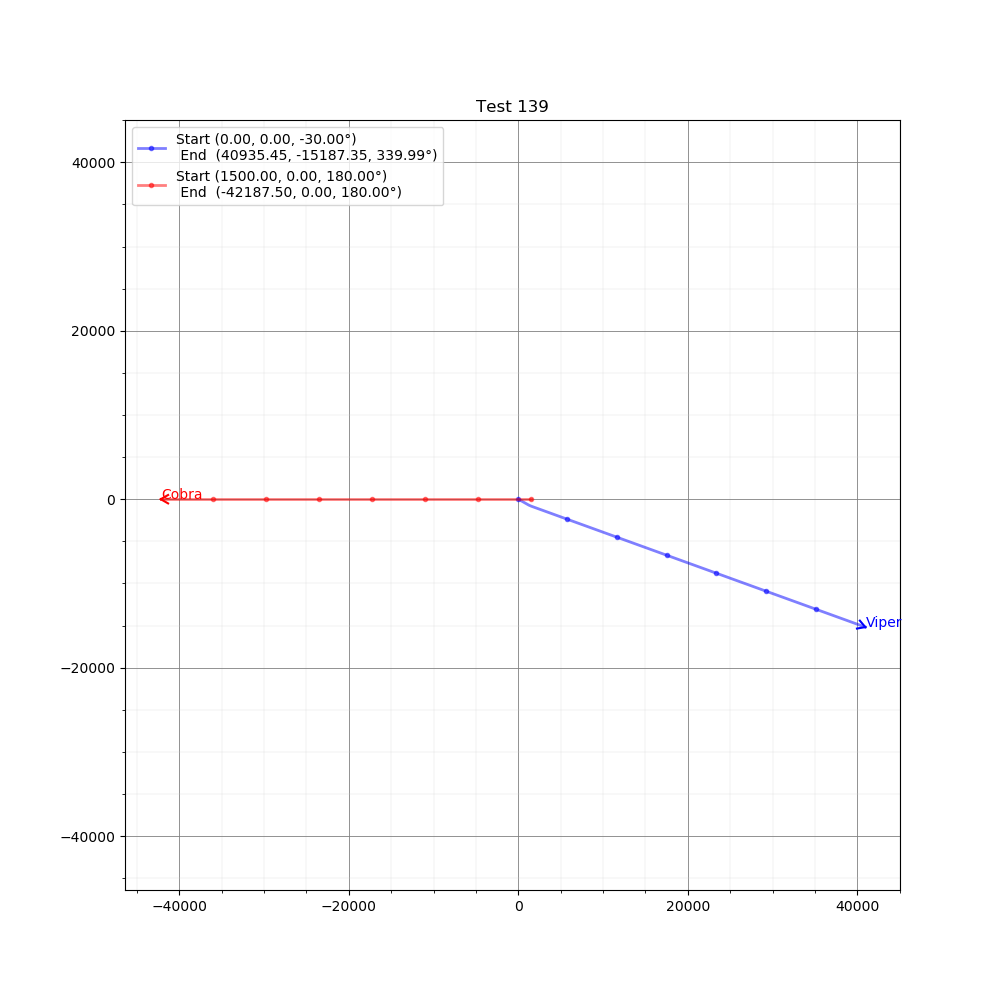 Test 139
Start (0.00, 0.00, -30.00°)
End  (40935.45, -15187.35, 339.99°)
Start (1500.00, 0.00, 180.00°)
End  (-42187.50, 0.00, 180.00°)
40000
20000
0
−20000
−40000
Cobra
Viper
−40000
−20000
0
20000
40000